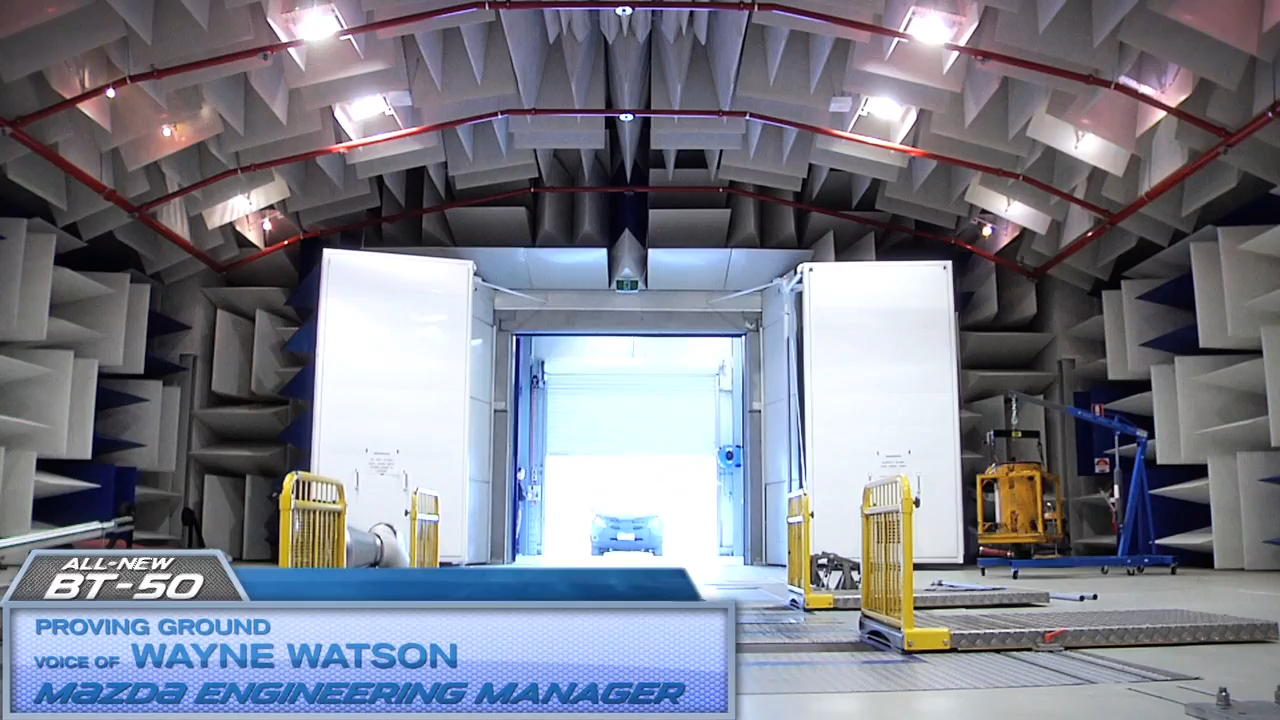 ALL-NEW
BT-50
PROVING GROUND
VOICE OF WAYNE WATSON
MAZDA ENGINEERING MANAGER